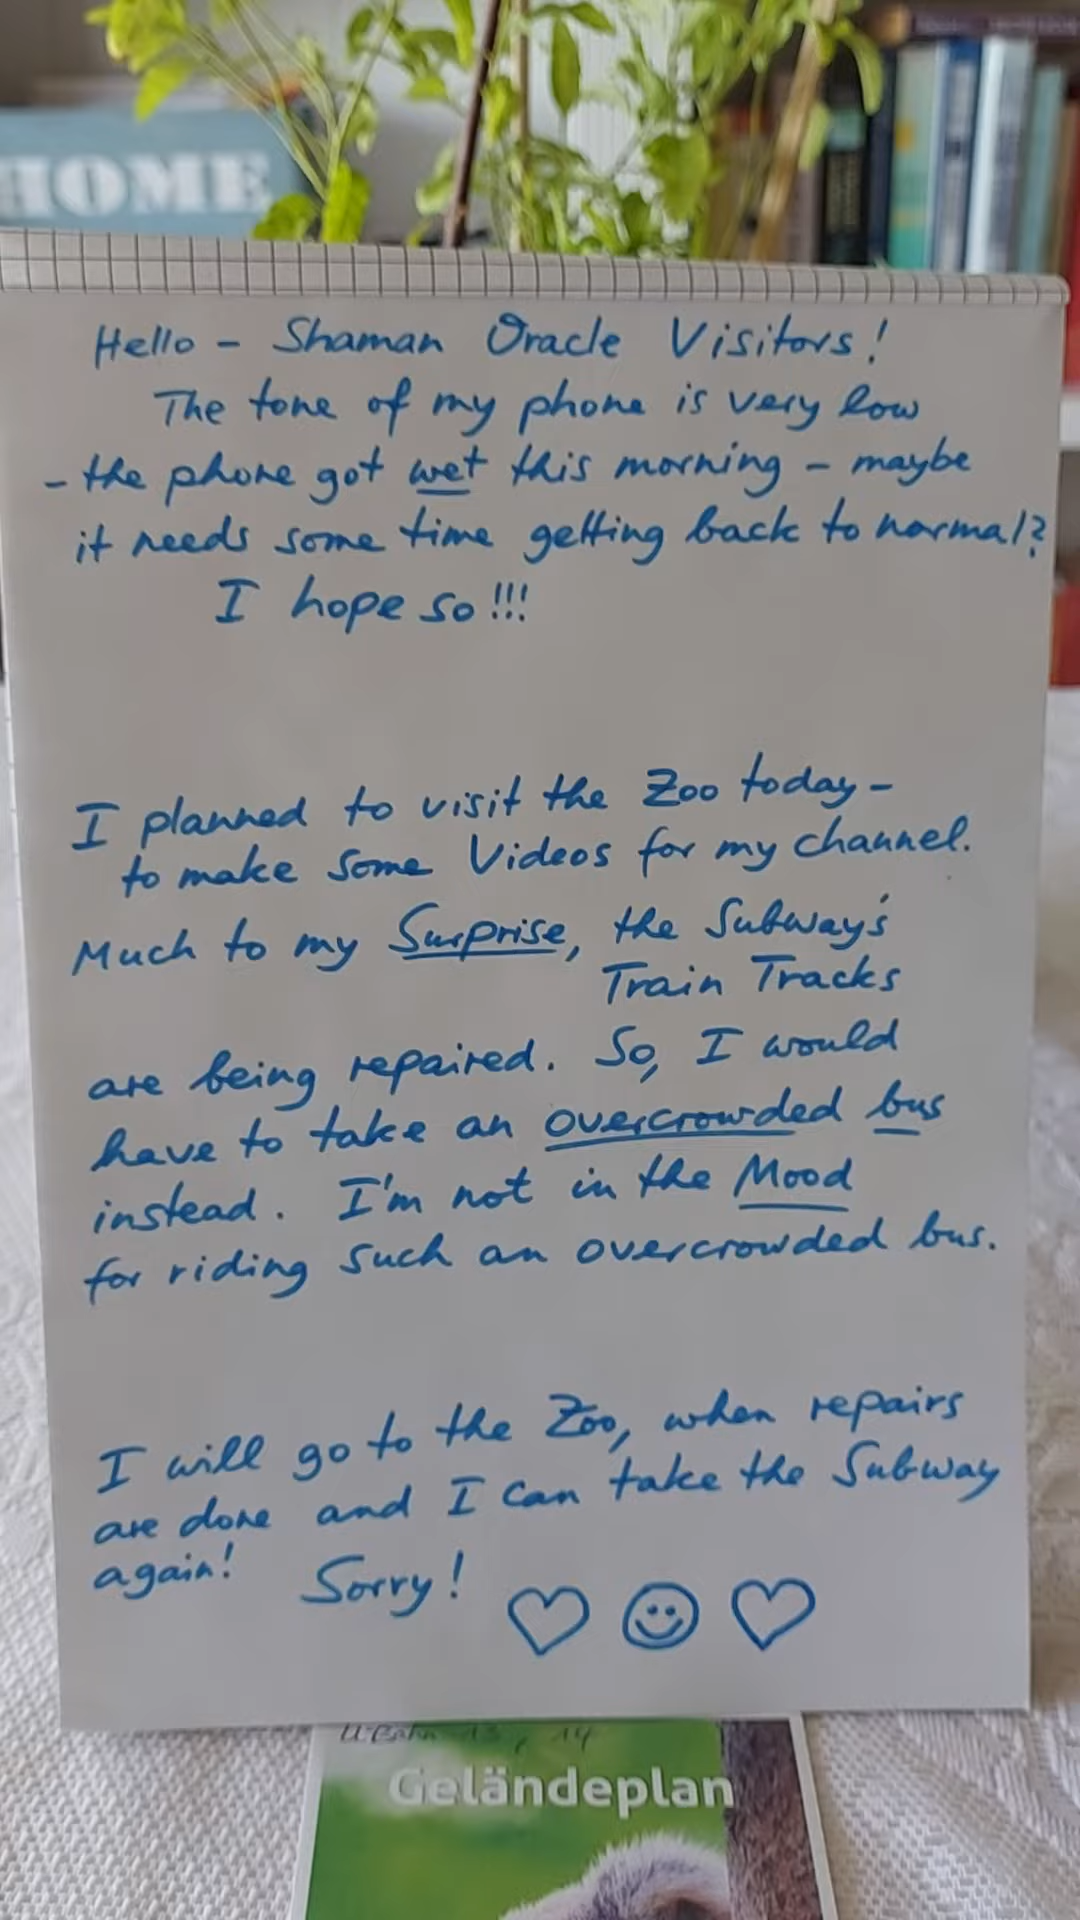 HOME
Hello - Shaman Oracle Visitors!
The tone of my phone is very low
- the phone got wet this morning - maybe
it needs some time getting back to normal?
I hope so!!!
I planned to visit the Zoo today -
to make some Videos for my channel.
Much to my Surprise, the Subway's
Train Tracks
are being repaired. So, I would
have to take an overcrowded bus
instead. I'm not in the Mood
for riding such an overcrowded bus.
I will go to the Zoo, when repairs
are done and I can take the Subway
again! Sorry!
U-Bahn 13, 14
Geländeplan